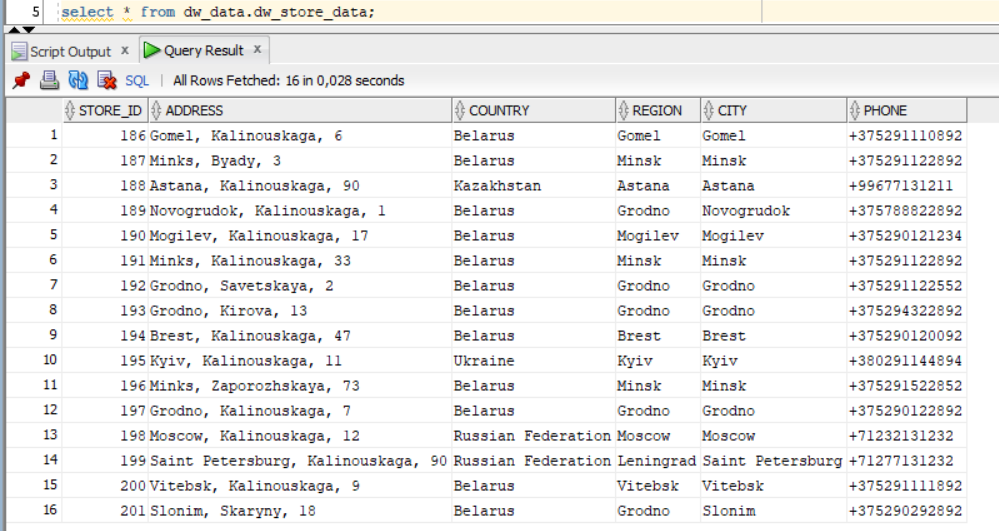 5 select * from dw_data.dw_store_data;
Script Output x Query Result x
SQL | All Rows Fetched: 16 in 0,028 seconds
STORE_ID ADDRESS COUNTRY REGION CITY PHONE
1 186 Gomel, Kalinouskaga, 6 Belarus Gomel Gomel +375291110892
2 187 Minks, Byady, 3 Belarus Minsk Minsk +375291122892
3 188 Astana, Kalinouskaga, 90 Kazakhstan Astana Astana +99677131211
4 189 Novogrudok, Kalinouskaga, 1 Belarus Grodno Novogrudok +375788822892
5 190 Mogilev, Kalinouskaga, 17 Belarus Mogilev Mogilev +375290121234
6 191 Minks, Kalinouskaga, 33 Belarus Minsk Minsk +375291122892
7 192 Grodno, Savetskaya, 2 Belarus Grodno Grodno +375291122552
8 193 Grodno, Kirova, 13 Belarus Grodno Grodno +375294322892
9 194 Brest, Kalinouskaga, 47 Belarus Brest Brest +375290120092
10 195 Kyiv, Kalinouskaga, 11 Ukraine Kyiv Kyiv +380291144894
11 196 Minks, Zaporozhskaya, 73 Belarus Minsk Minsk +375291522852
12 197 Grodno, Kalinouskaga, 7 Belarus Grodno Grodno +375290122892
13 198 Moscow, Kalinouskaga, 12 Russian Federation Moscow Moscow +71232131232
14 199 Saint Petersburg, Kalinouskaga, 90 Russian Federation Leningrad Saint Petersburg +71277131232
15 200 Vitebsk, Kalinouskaga, 9 Belarus Vitebsk Vitebsk +375291111892
16 201 Slonim, Skaryny, 18 Belarus Grodno Slonim +375290292892